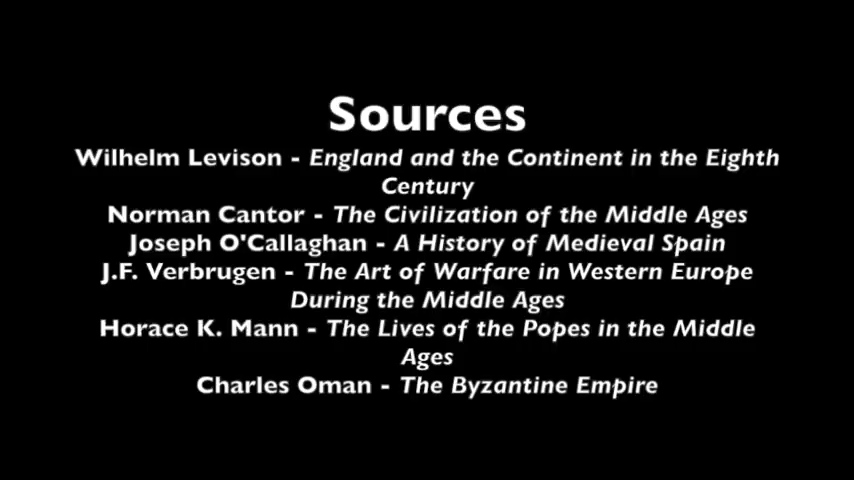 Sources
Wilhelm Levison - England and the Continent in the Eighth
Century
Norman Cantor - The Civilization of the Middle Ages
Joseph O'Callaghan - A History of Medieval Spain
J.F. Verbrugen - The Art of Warfare in Western Europe
During the Middle Ages
Horace K. Mann - The Lives of the Popes in the Middle
Ages
Charles Oman - The Byzantine Empire